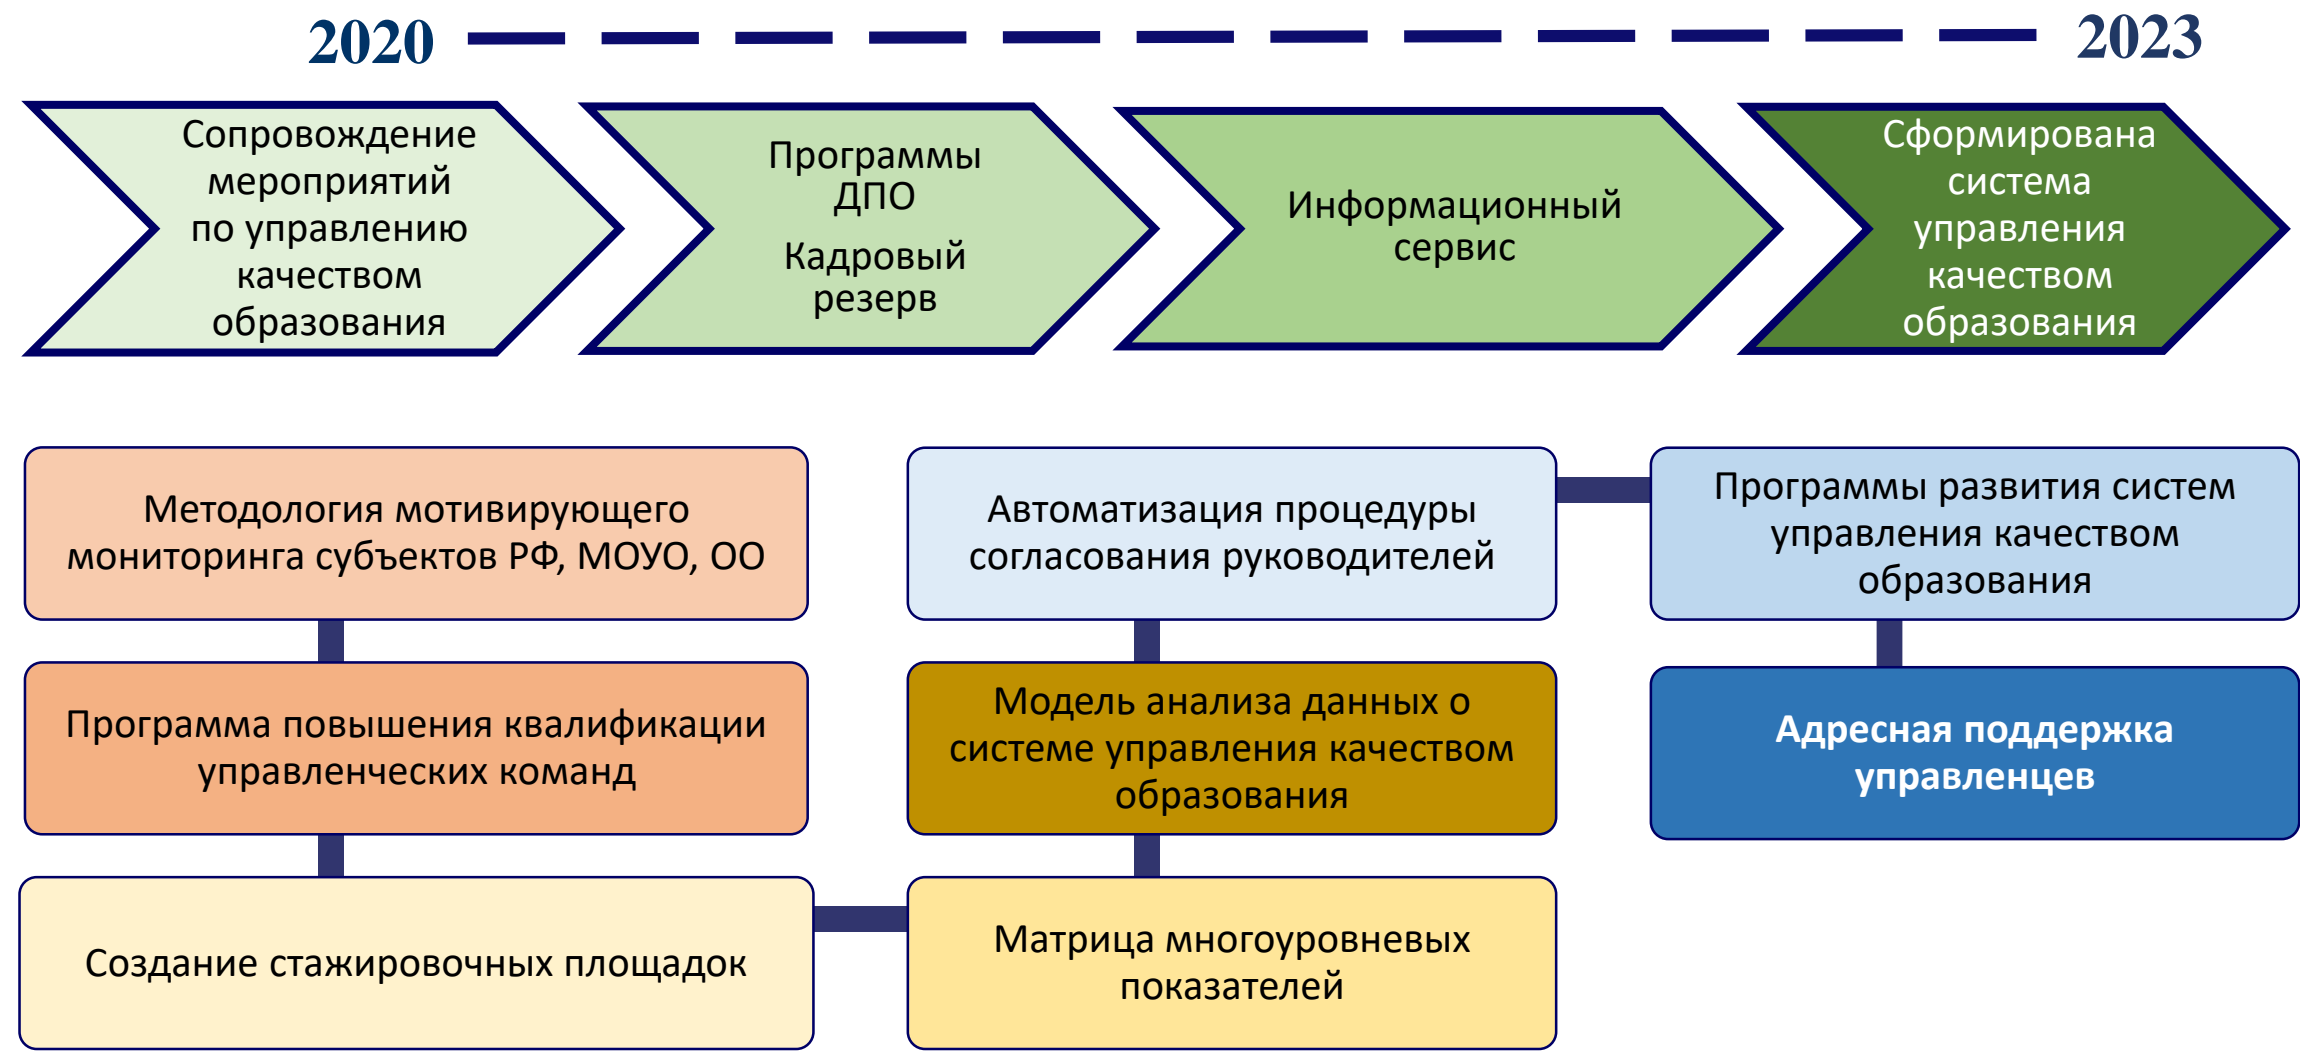 2020
2023
Сопровождение
мероприятий
по управлению
качеством
образования
Программы
ДПО
Кадровый
резерв
Информационный
сервис
Сформирована
система
управления
качеством
образования
Методология мотивирующего
мониторинга субъектов РФ, МОУО, ОО
Программа повышения квалификации
управленческих команд
Создание стажировочных площадок
Автоматизация процедуры
согласования руководителей
Модель анализа данных о
системе управления качеством
образования
Матрица многоуровневых
показателей
Программы развития систем
управления качеством
образования
Адресная поддержка
управленцев